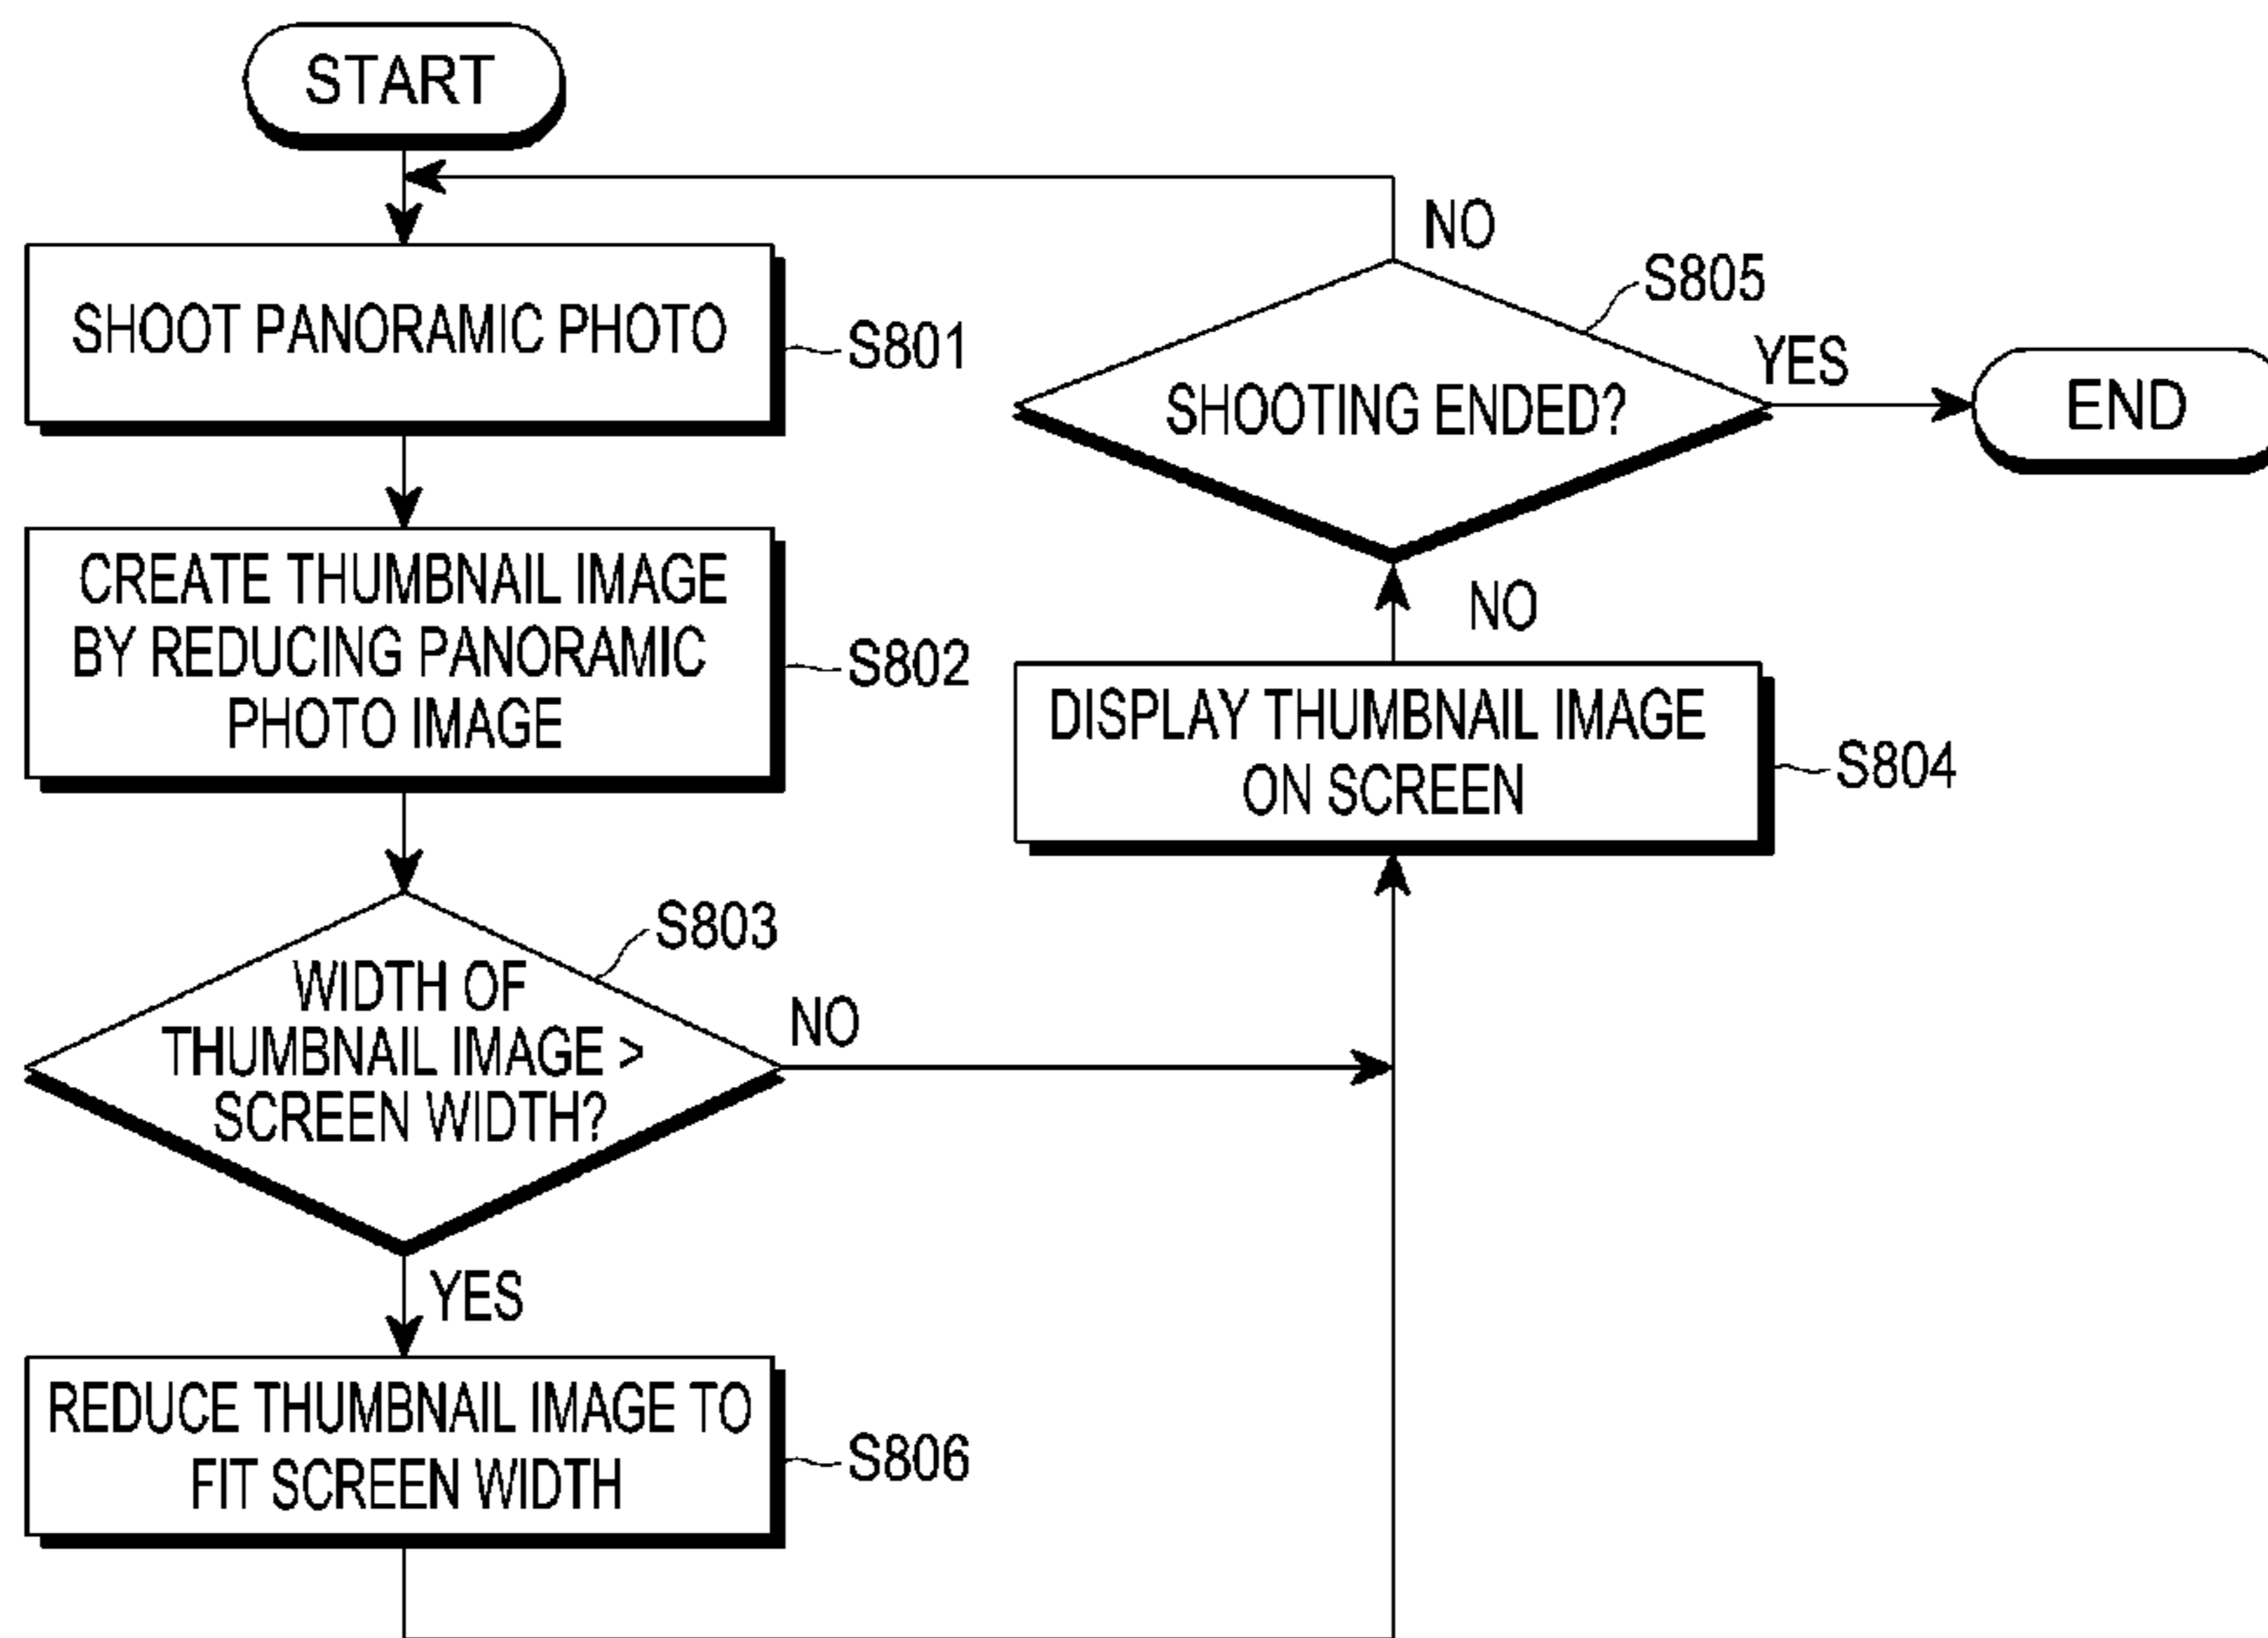 START
SHOOT PANORAMIC PHOTO
S801
CREATE THUMBNAIL IMAGE
BY REDUCING PANORAMIC
PHOTO IMAGE
S802
S803
WIDTH OF
THUMBNAIL IMAGE >
SCREEN WIDTH?
NO
YES
REDUCE THUMBNAIL IMAGE TO
FIT SCREEN WIDTH
S806
DISPLAY THUMBNAIL IMAGE
ON SCREEN
S804
NO
SHOOTING ENDED?
S805
NO
YES
END